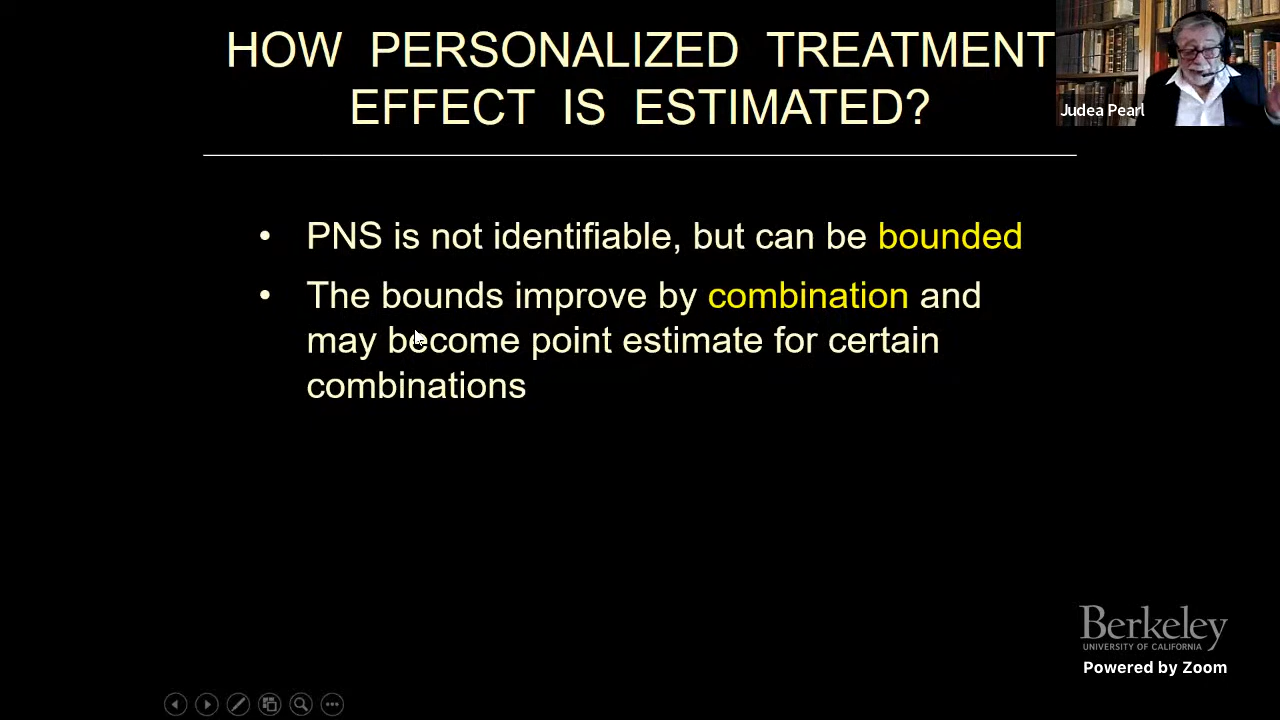 HOW PERSONALIZED TREATMENT
EFFECT IS ESTIMATED?
Judea Pearl
• PNS is not identifiable, but can be bounded
• The bounds improve by combination and
may become point estimate for certain
combinations
Berkeley
UNIVERSITY OF CALIFORNIA
Powered by Zoom